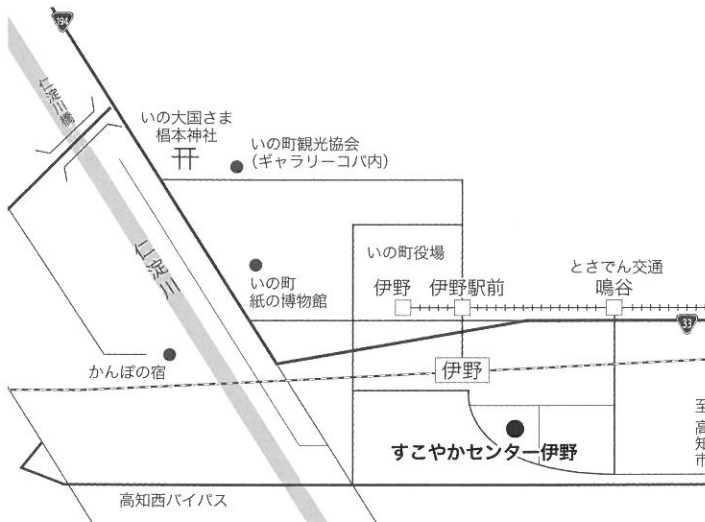 194
仁淀川橋
いの大国さま
椙本神社
いの町観光協会
(ギャラリーコパ内)
いの町役場
とさでん交通
伊野
伊野駅前
鳴谷
いの町
紙の博物館
仁淀川
33
かんぽの宿
伊野
至高知市
すこやかセンター伊野
高知西バイパス